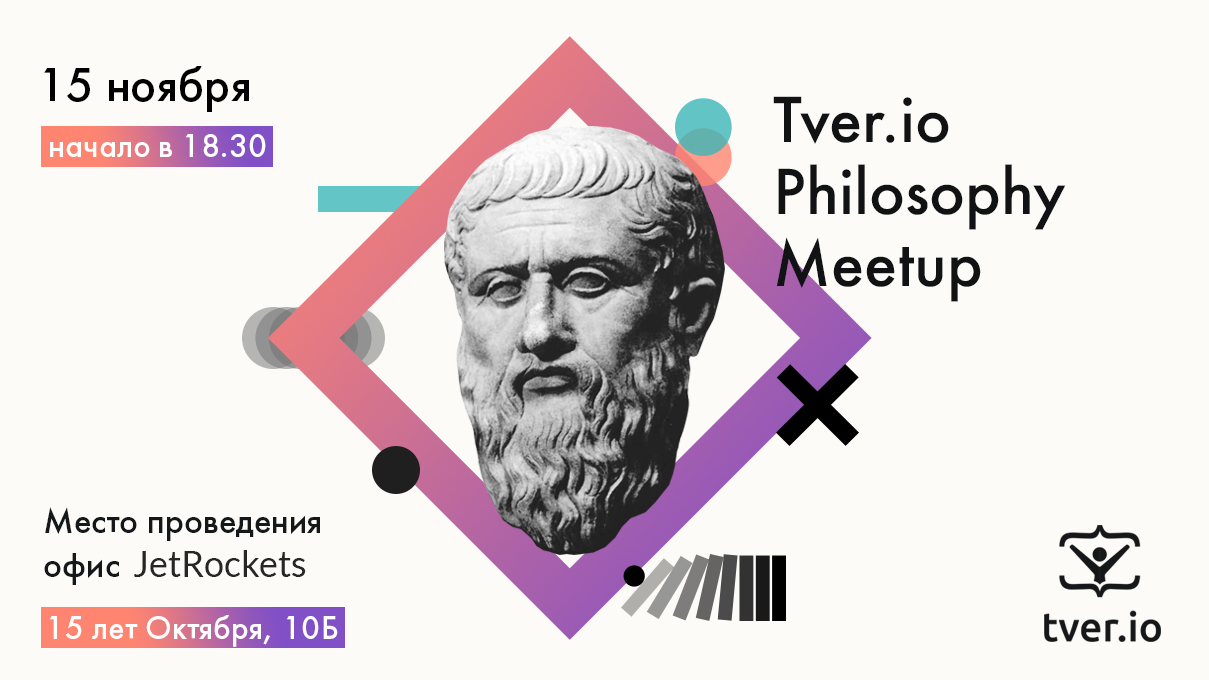 15 ноября
начало в 18.30
Tver.io
Philosophy
Meetup
Место проведения
офис JetRockets
15 лет Октября, 10Б
tver.io